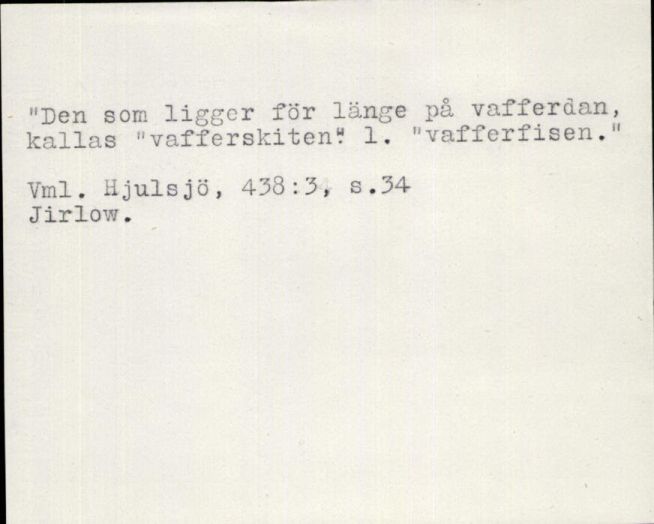 "Den som ligger för länge på vafferdan,
kallas "vafferskiten" l. "vafferfisen."
Vml. Hjulsjö, 438:3, s.34
Jirlow.